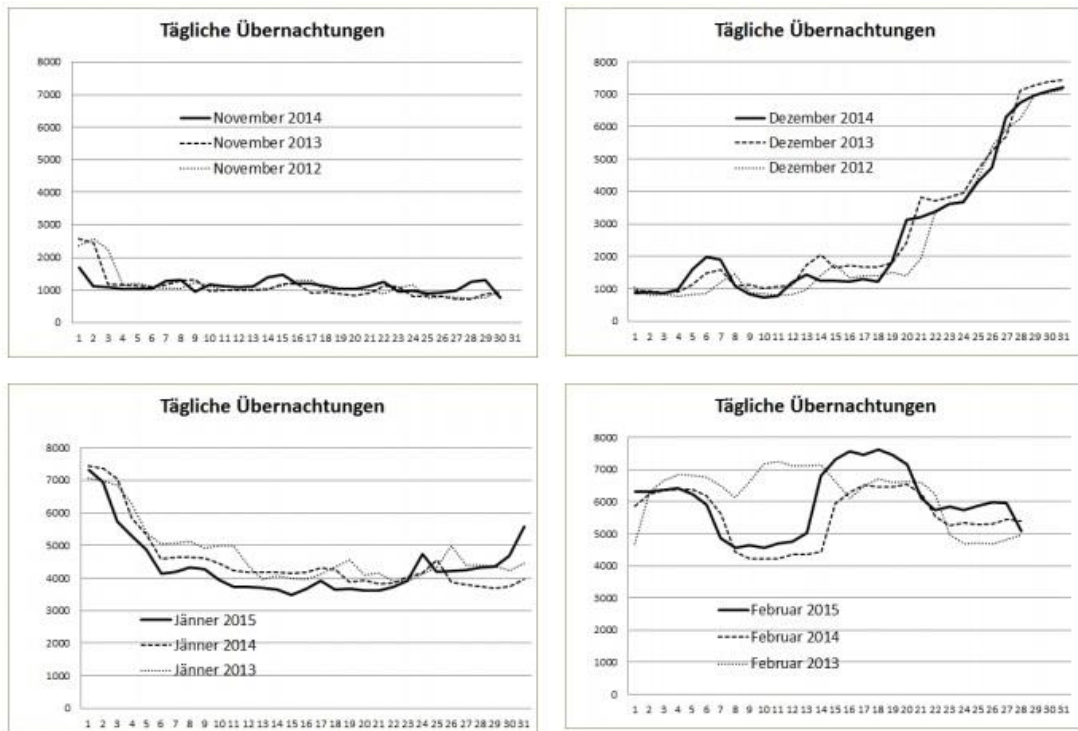 Tägliche Übernachtungen
8000
7000
6000
5000
4000
3000
2000
1000
0
November 2014
November 2013
November 2012
1 2 3 4 5 6 7 8 9 10 11 12 13 14 15 16 17 18 19 20 21 22 23 24 25 26 27 28 29 30 31
Tägliche Übernachtungen
8000
7000
6000
5000
4000
3000
2000
1000
0
Dezember 2014
Dezember 2013
Dezember 2012
1 2 3 4 5 6 7 8 9 10 11 12 13 14 15 16 17 18 19 20 21 22 23 24 25 26 27 28 29 30 31
Tägliche Übernachtungen
8000
7000
6000
5000
4000
3000
2000
1000
0
Jänner 2015
Jänner 2014
Jänner 2013
1 2 3 4 5 6 7 8 9 10 11 12 13 14 15 16 17 18 19 20 21 22 23 24 25 26 27 28 29 30 31
Tägliche Übernachtungen
8000
7000
6000
5000
4000
3000
2000
1000
0
Februar 2015
Februar 2014
Februar 2013
1 2 3 4 5 6 7 8 9 10 11 12 13 14 15 16 17 18 19 20 21 22 23 24 25 26 27 28 29 30 31